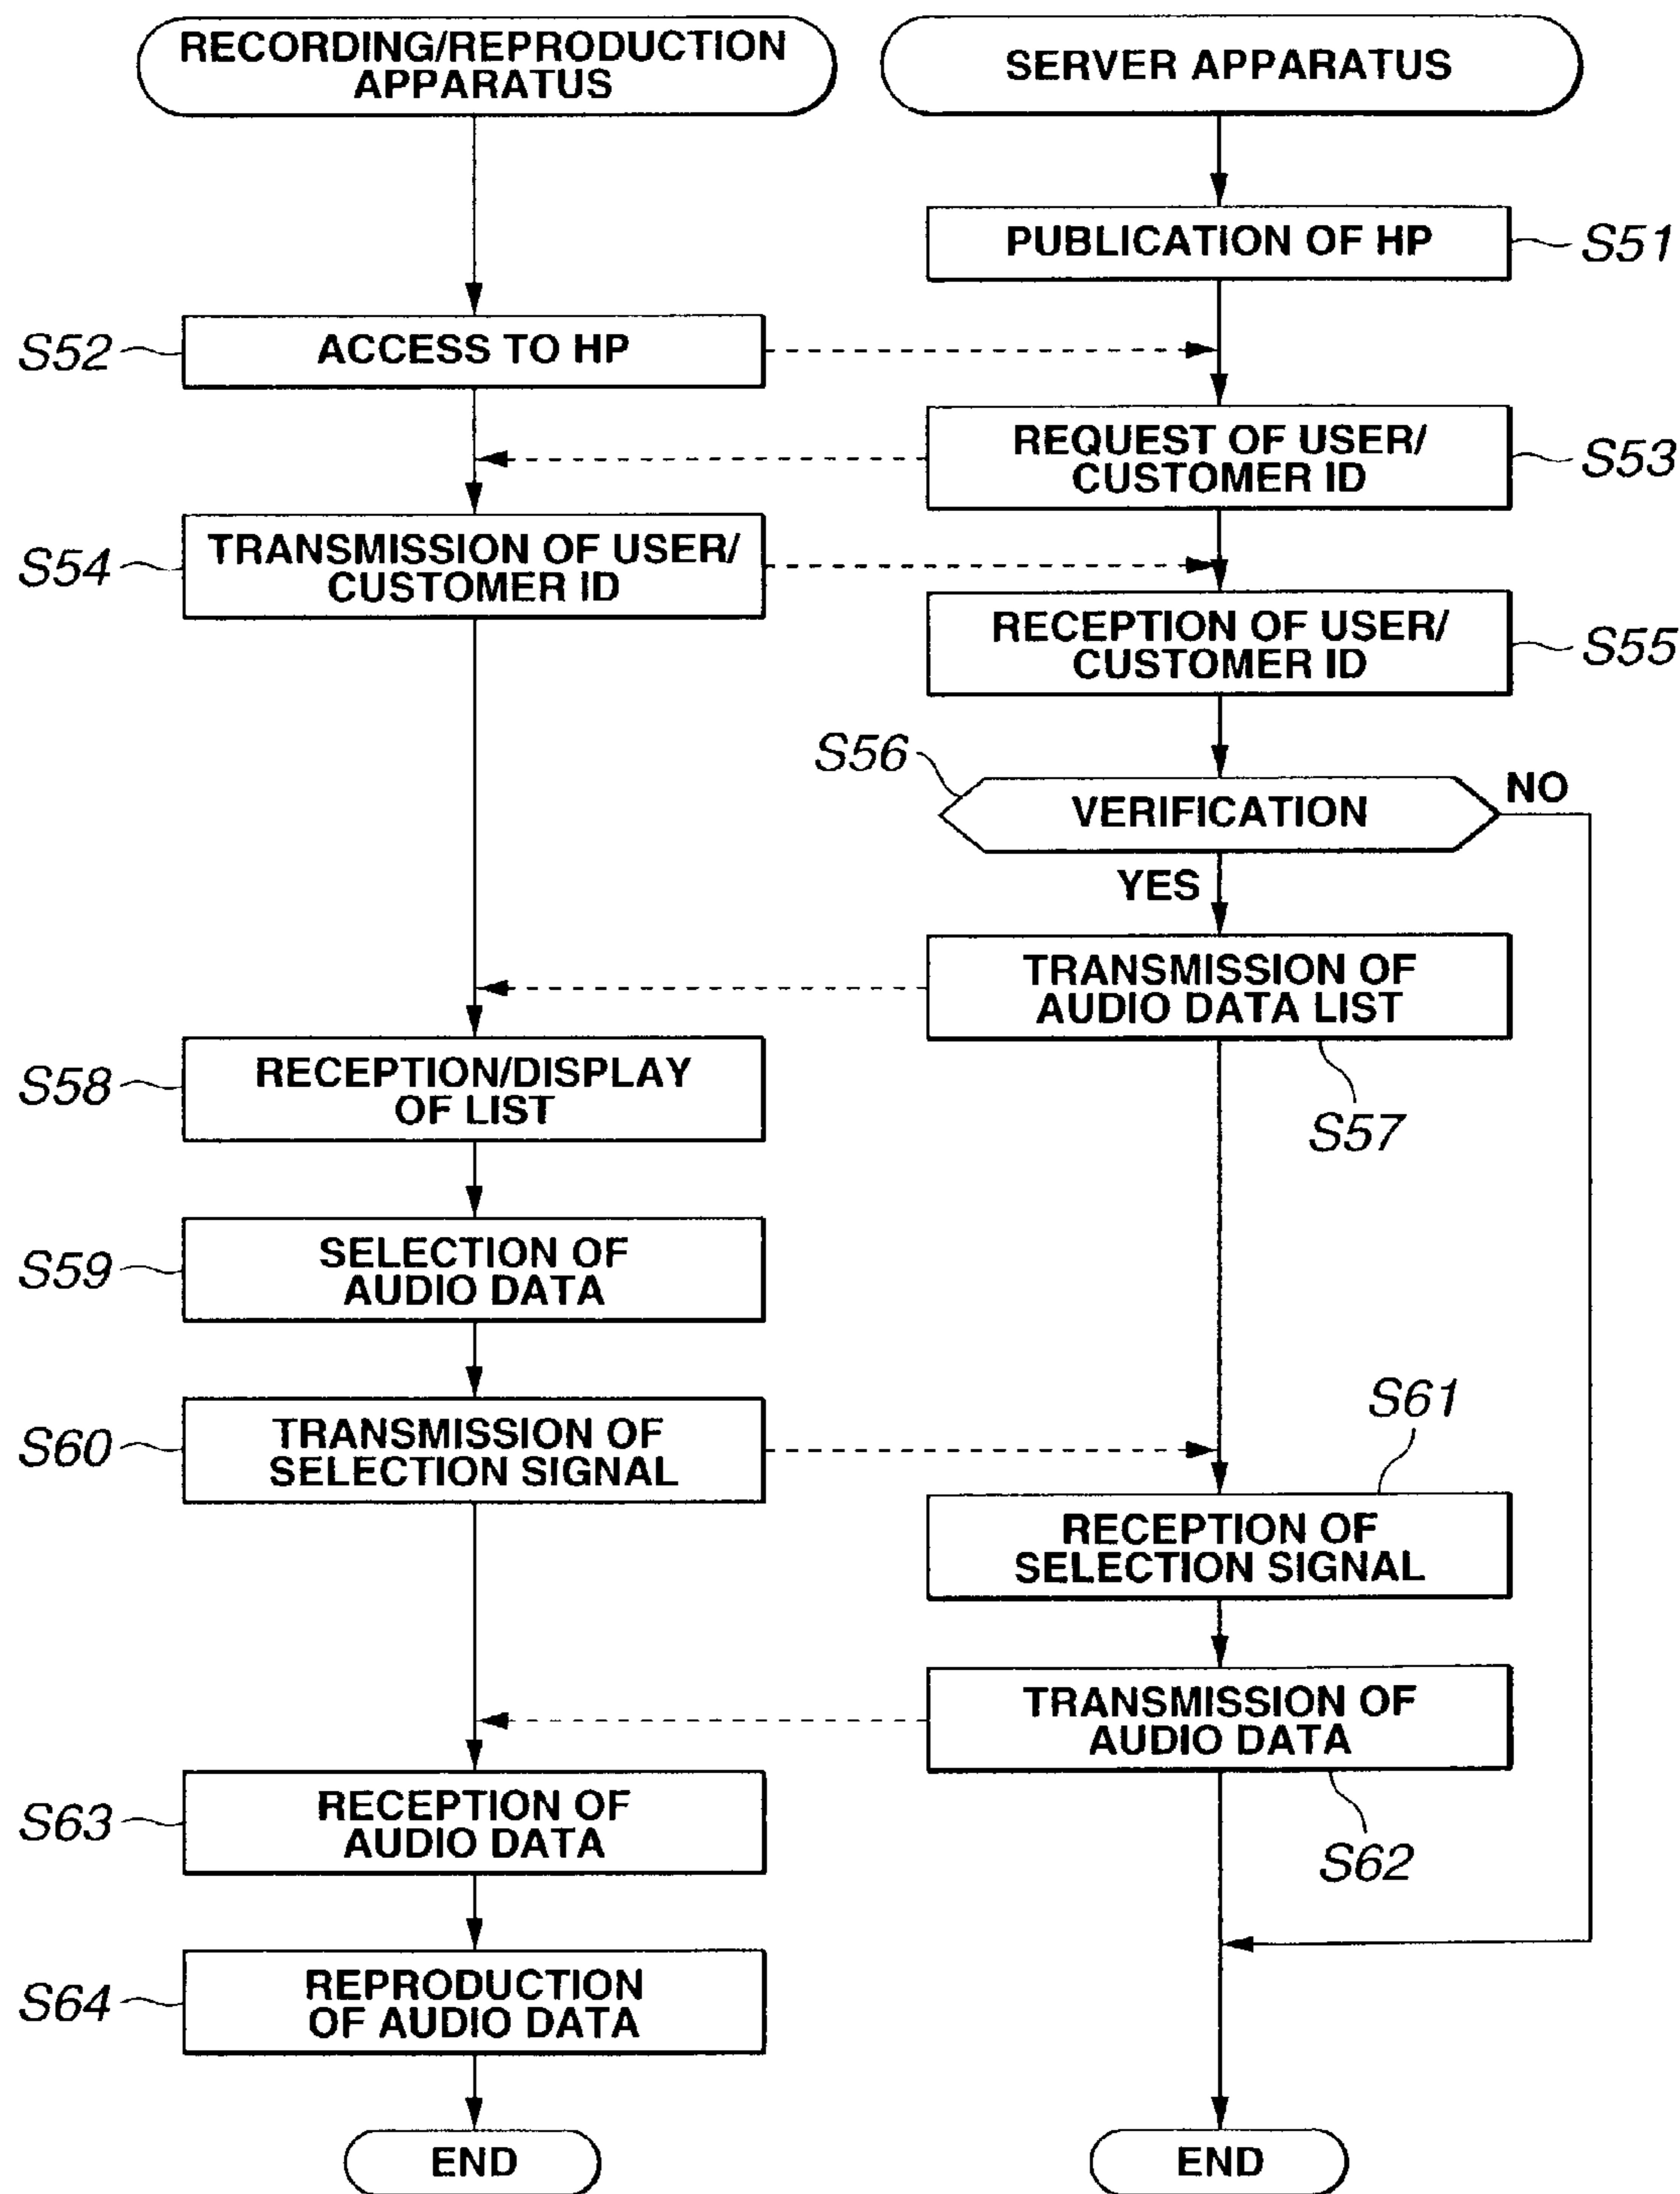 RECORDING/REPRODUCTION
APPARATUS
SERVER APPARATUS
PUBLICATION OF HP
S51
S52
ACCESS TO HP
REQUEST OF USER/
CUSTOMER ID
S53
S54
TRANSMISSION OF USER/
CUSTOMER ID
RECEPTION OF USER/
CUSTOMER ID
S55
S56
VERIFICATION
NO
YES
TRANSMISSION OF
AUDIO DATA LIST
S57
S58
RECEPTION/DISPLAY
OF LIST
S59
SELECTION OF
AUDIO DATA
S60
TRANSMISSION OF
SELECTION SIGNAL
S61
RECEPTION OF
SELECTION SIGNAL
TRANSMISSION OF
AUDIO DATA
S62
S63
RECEPTION OF
AUDIO DATA
S64
REPRODUCTION
OF AUDIO DATA
END
END